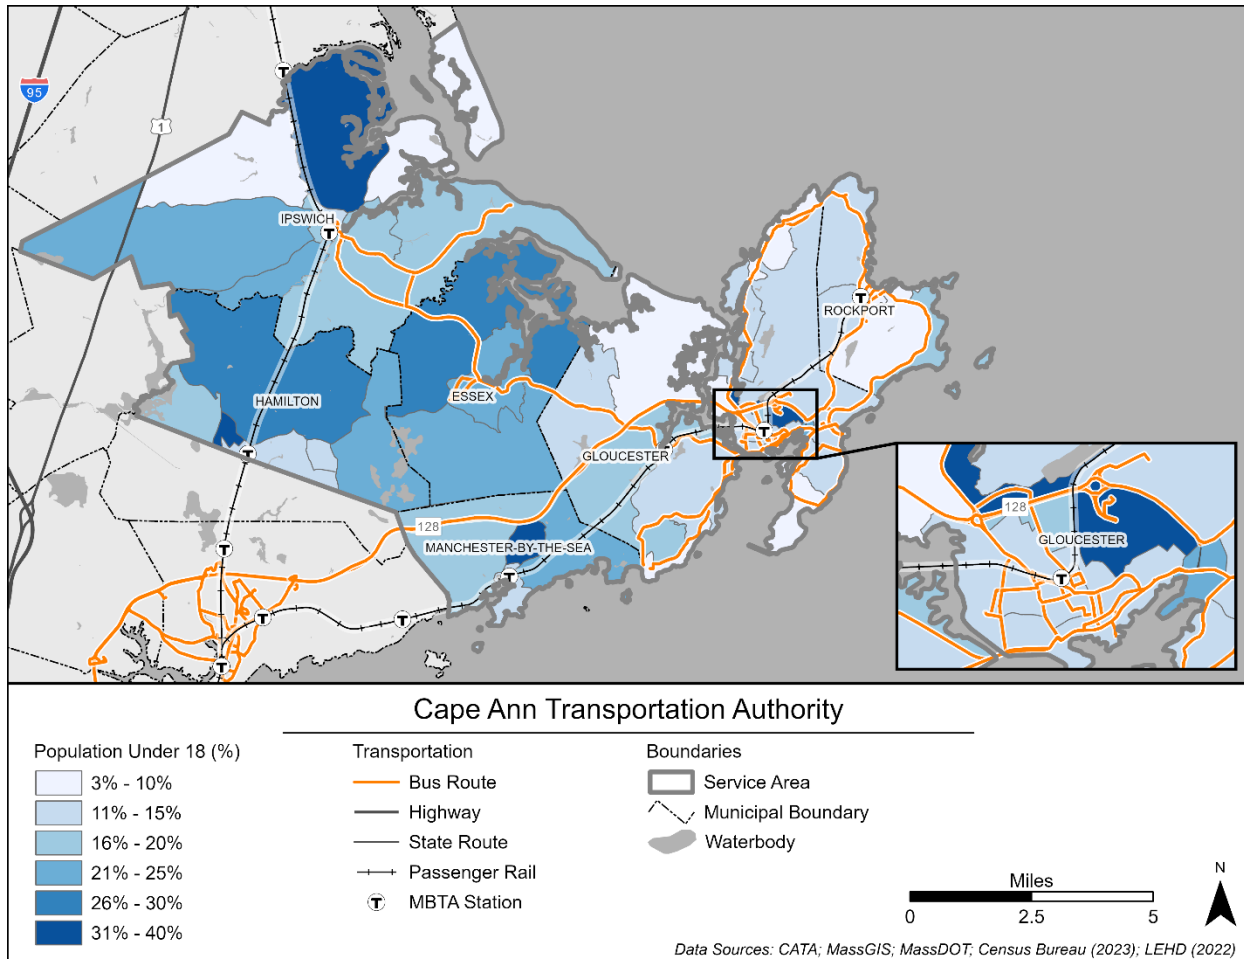 95
1
IPSWICH
ROCKPORT
HAMILTON
ESSEX
GLOUCESTER
128
MANCHESTER-BY-THE-SEA
128
GLOUCESTER
T
T
T
T
T
T
T
T
T
T
T
Cape Ann Transportation Authority
Population Under 18 (%)
3% - 10%
11% - 15%
16% - 20%
21% - 25%
26% - 30%
31% - 40%
Transportation
Bus Route
Highway
State Route
Passenger Rail
T MBTA Station
Boundaries
Service Area
Municipal Boundary
Waterbody
Miles
0 2.5 5
N
Data Sources: CATA; MassGIS; MassDOT; Census Bureau (2023); LEHD (2022)